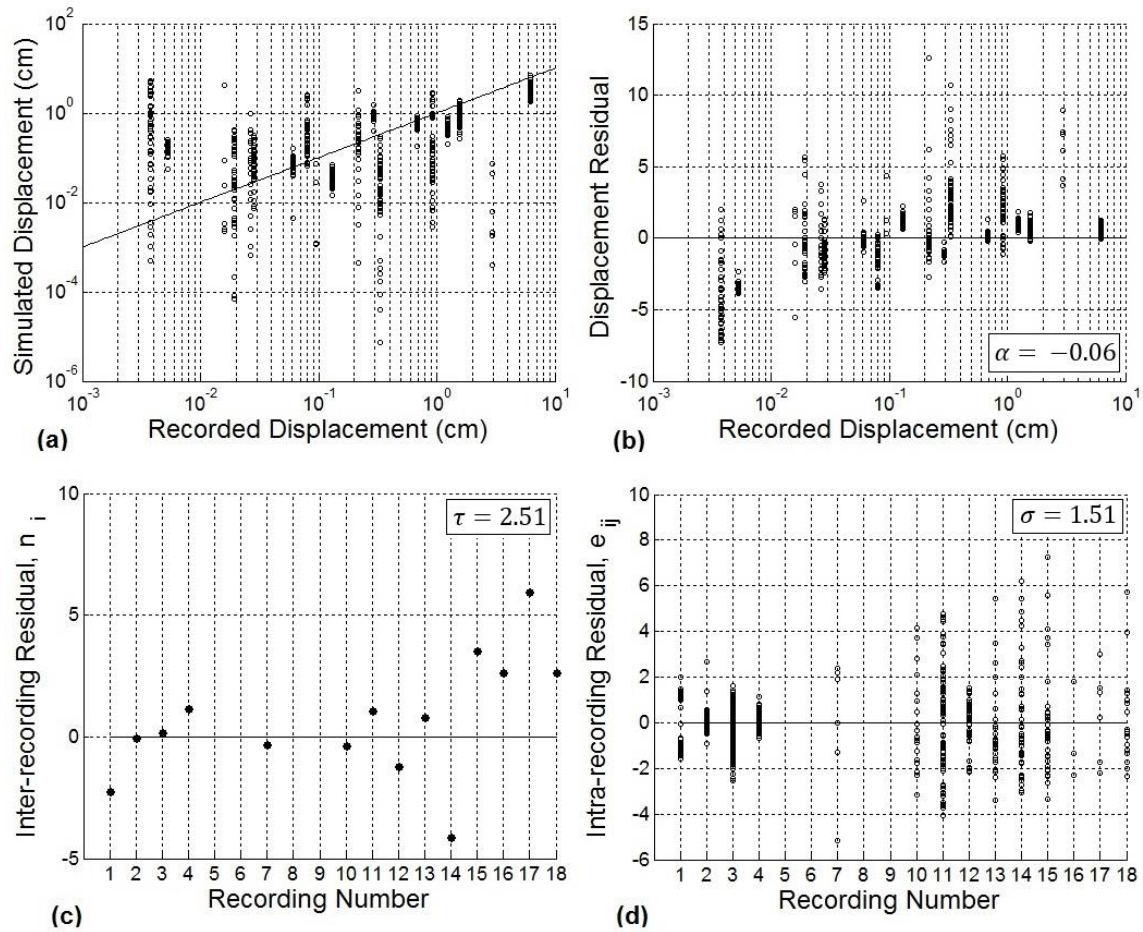 Simulated Displacement (cm)
10^2
10^0
10^-2
10^-4
10^-6
10^-3
10^-2
10^-1
10^0
10^1
Recorded Displacement (cm)
(a)
Displacement Residual
15
10
5
0
-5
-10
α = −0.06
10^-3
10^-2
10^-1
10^0
10^1
Recorded Displacement (cm)
(b)
Inter-recording Residual, n_i
10
5
0
-5
τ = 2.51
1 2 3 4 7 8 9 10 11 12 13 14 15 16 17 18
Recording Number
(c)
Intra-recording Residual, e_ij
10
8
6
4
2
0
-2
-4
-6
σ = 1.51
1 2 3 4 7 8 9 10 11 12 13 14 15 16 17 18
Recording Number
(d)